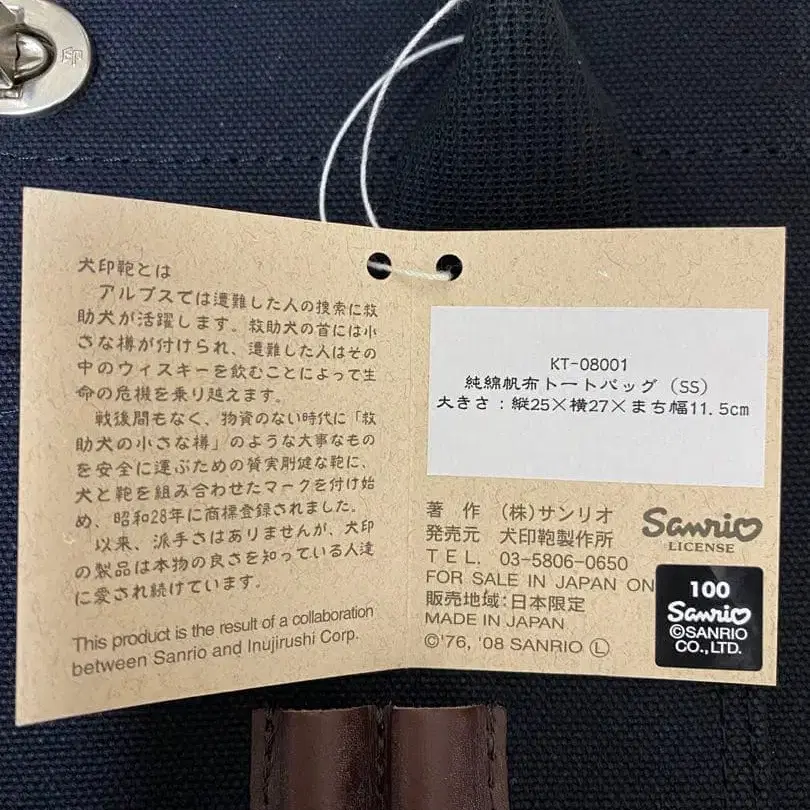 犬印鞄とは
アルプスでは遭難した人の捜索に救
助犬が活躍します。救助犬の首には小
さな樽が付けられ、遭難した人はその
中のウィスキーを飲むことによって生
命の危機を乗り越えます。
戦後間もなく、物資のない時代に「救
助犬の小さな樽」のような大事なもの
を安全に運ぶための質実剛健な鞄に、
犬と鞄を組み合わせたマークを付け始
め、昭和28年に商標登録されました。
以来、派手さはありませんが、犬印
の製品は本物の良さを知っている人達
に愛され続けています。
This product is the result of a collaboration
between Sanrio and Inujirushi Corp.
KT-08001
純綿帆布トートバッグ (SS)
大きさ:縦25×横27×まち幅11.5cm
著作 (株)サンリオ
発売元 犬印鞄製作所
TEL. 03-5806-0650
FOR SALE IN JAPAN ON
販売地域:日本限定
MADE IN JAPAN
©'76, '08 SANRIO Ⓛ
Sanrio
LICENSE
100
Sanrio
©SANRIO
CO.,LTD.